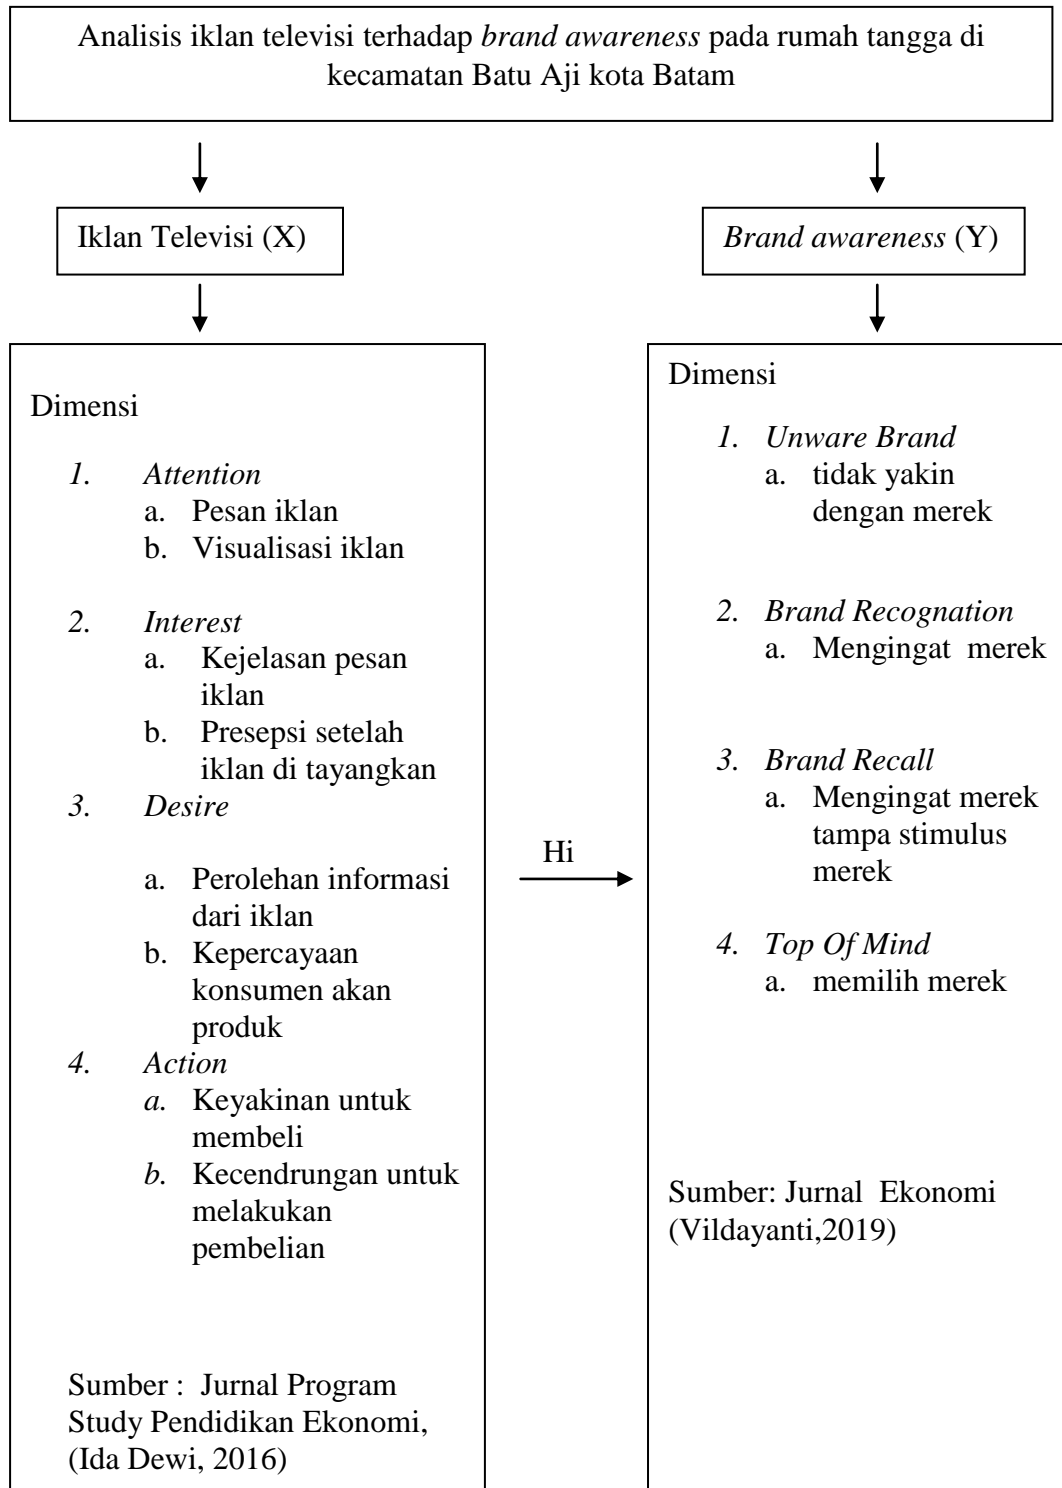 Analisis iklan televisi terhadap brand awareness pada rumah tangga di
kecamatan Batu Aji kota Batam
Iklan Televisi (X)
Brand awareness (Y)
Dimensi
1. Attention
a. Pesan iklan
b. Visualisasi iklan
2. Interest
a. Kejelasan pesan
iklan
b. Presepsi setelah
iklan di tayangkan
3. Desire
a. Perolehan informasi
dari iklan
b. Kepercayaan
konsumen akan
produk
4. Action
a. Keyakinan untuk
membeli
b. Kecendrungan untuk
melakukan
pembelian
Sumber : Jurnal Program
Study Pendidikan Ekonomi,
(Ida Dewi, 2016)
Hi
Dimensi
1. Unware Brand
a. tidak yakin
dengan merek
2. Brand Recognation
a. Mengingat merek
3. Brand Recall
a. Mengingat merek
tampa stimulus
merek
4. Top Of Mind
a. memilih merek
Sumber: Jurnal Ekonomi
(Vildayanti,2019)